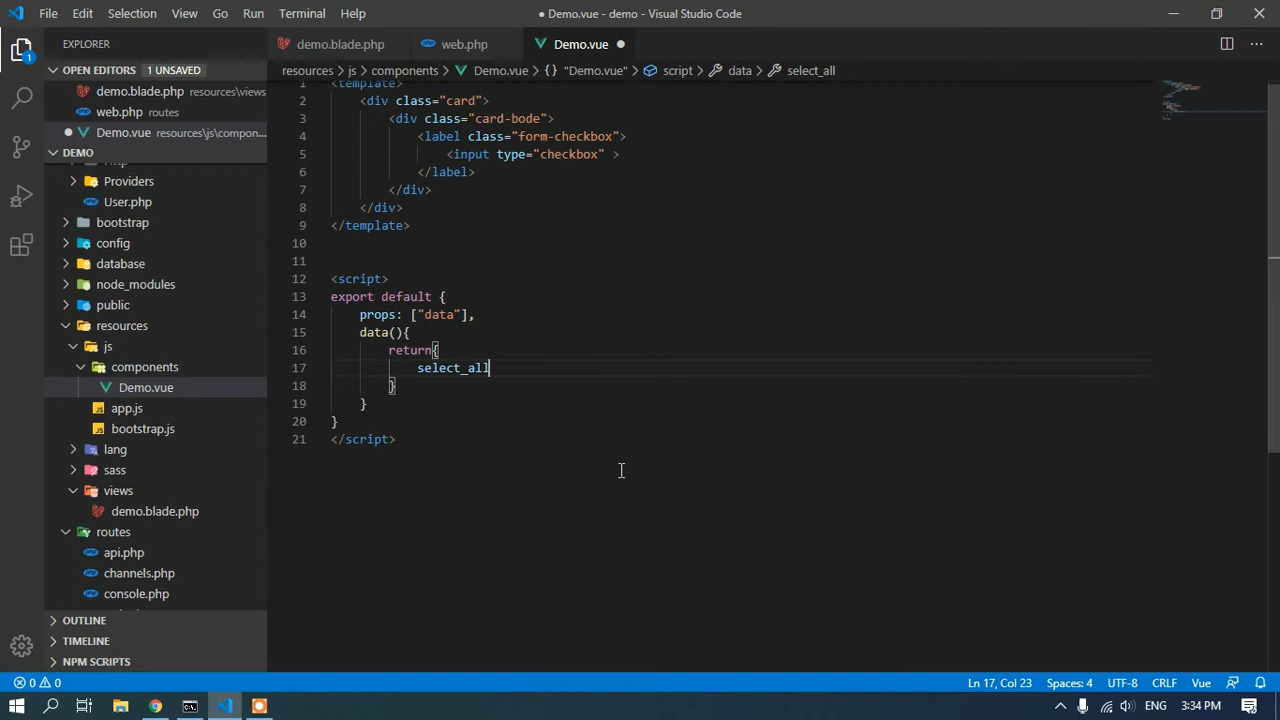 File Edit Selection View Go Run Terminal Help
● Demo.vue - demo - Visual Studio Code
EXPLORER
demo.blade.php
web.php
Demo.vue
OPEN EDITORS 1 UNSAVED
resources > js > components > Demo.vue > {} "Demo.vue" > script > data > select_all
demo.blade.php resources\views
web.php routes
Demo.vue resources\js\compon...
DEMO
Providers
User.php
bootstrap
config
database
node_modules
public
resources
js
components
Demo.vue
app.js
bootstrap.js
lang
sass
views
demo.blade.php
routes
api.php
channels.php
console.php
OUTLINE
TIMELINE
NPM SCRIPTS
1 <template>
2 <div class="card">
3 <div class="card-bode">
4 <label class="form-checkbox">
5 <input type="checkbox" >
6 </label>
7 </div>
8 </div>
9 </template>
10
11
12 <script>
13 export default {
14 props: ["data"],
15 data(){
16 return{
17 select_all
18 }
19 }
20 }
21 </script>
0 0
Ln 17, Col 23 Spaces: 4 UTF-8 CRLF Vue
ENG 3:34 PM
1